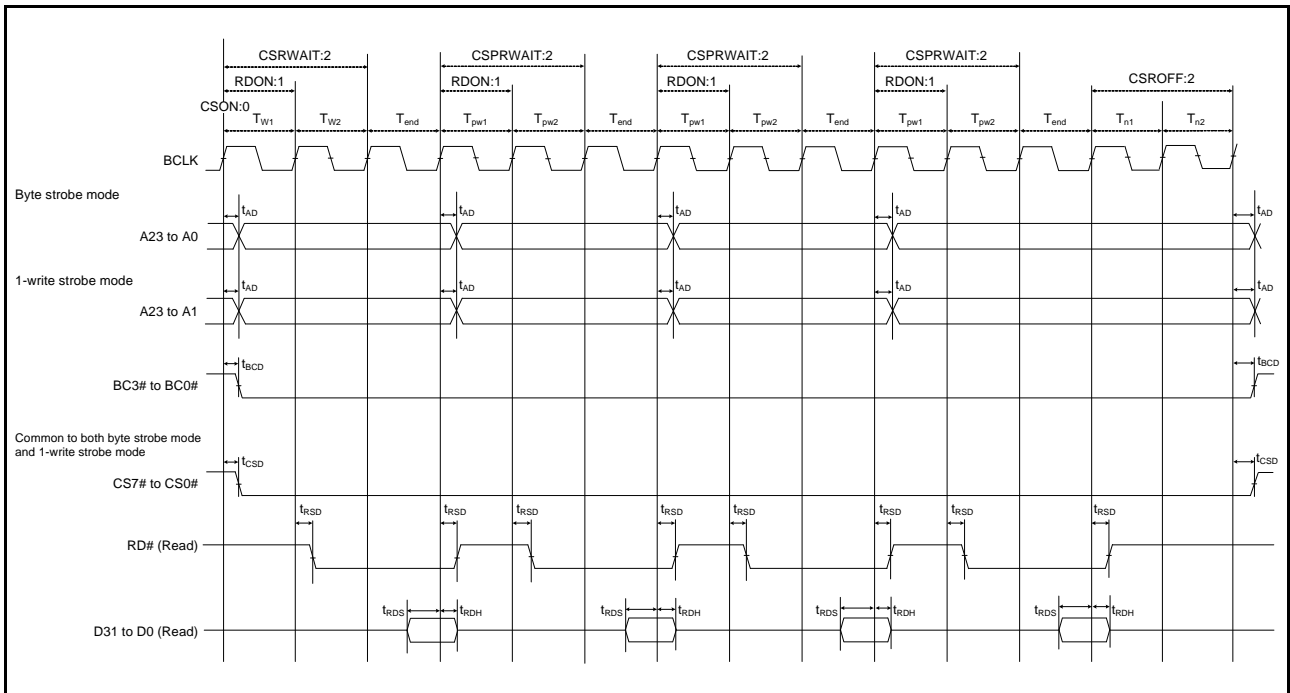 CSRWAIT:2 CSPRWAIT:2 CSPRWAIT:2 CSPRWAIT:2
RDON:1 RDON:1 RDON:1 RDON:1 CSROFF:2
CSON:0
TW1 TW2 Tend Tpw1 Tpw2 Tend Tpw1 Tpw2 Tend Tpw1 Tpw2 Tend Tn1 Tn2
BCLK
Byte strobe mode
tAD tAD tAD tAD tAD
A23 to A0
1-write strobe mode
tAD tAD tAD tAD tAD
A23 to A1
tBCD tBCD
BC3# to BC0#
Common to both byte strobe mode
and 1-write strobe mode
tCSD tCSD
CS7# to CS0#
tRSD tRSD tRSD tRSD tRSD tRSD tRSD tRSD
RD# (Read)
tRDS tRDH tRDS tRDH tRDS tRDH tRDS tRDH
D31 to D0 (Read)